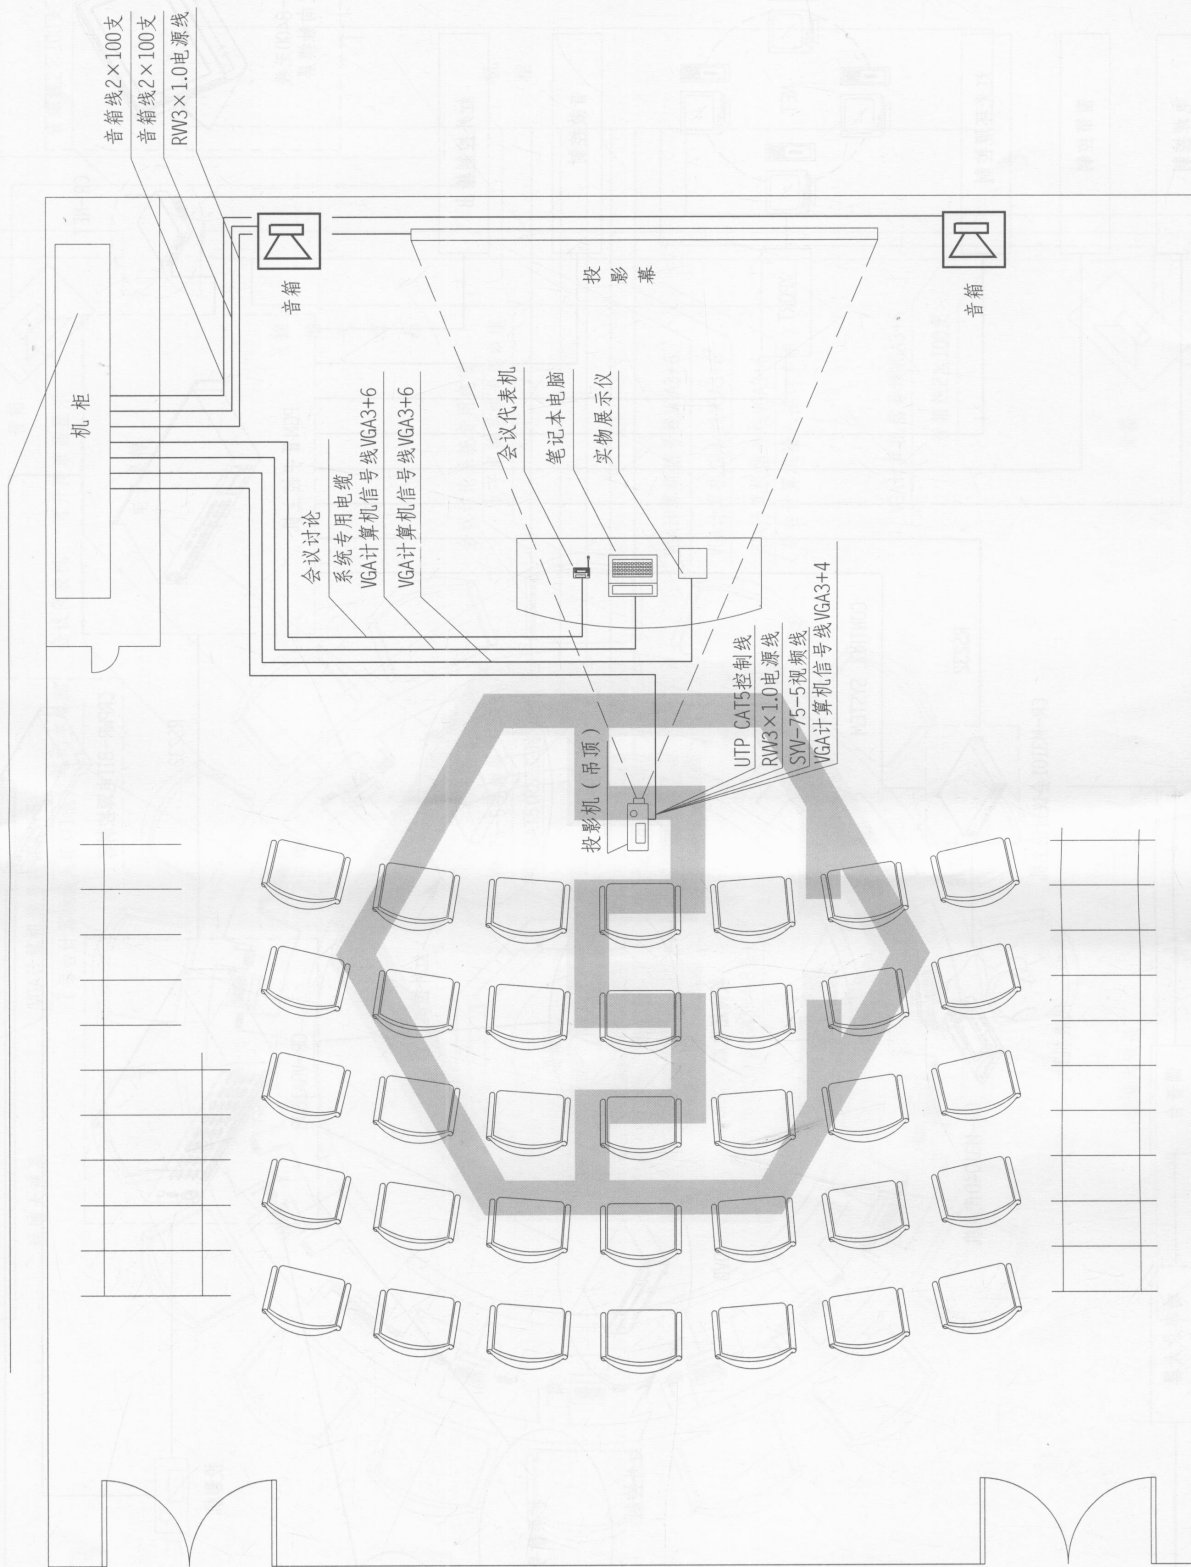 音箱线2×100支
音箱线2×100支
RVV3×1.0电源线
机柜
音箱
投影幕
音箱
会议讨论
系统专用电缆
VGA计算机信号线VGA3+6
VGA计算机信号线VGA3+6
会议代表机
笔记本电脑
实物展示仪
投影机(吊顶)
UTP CAT5控制线
RVV3×1.0电源线
SYV-75-5视频线
VGA计算机信号线VGA3+4